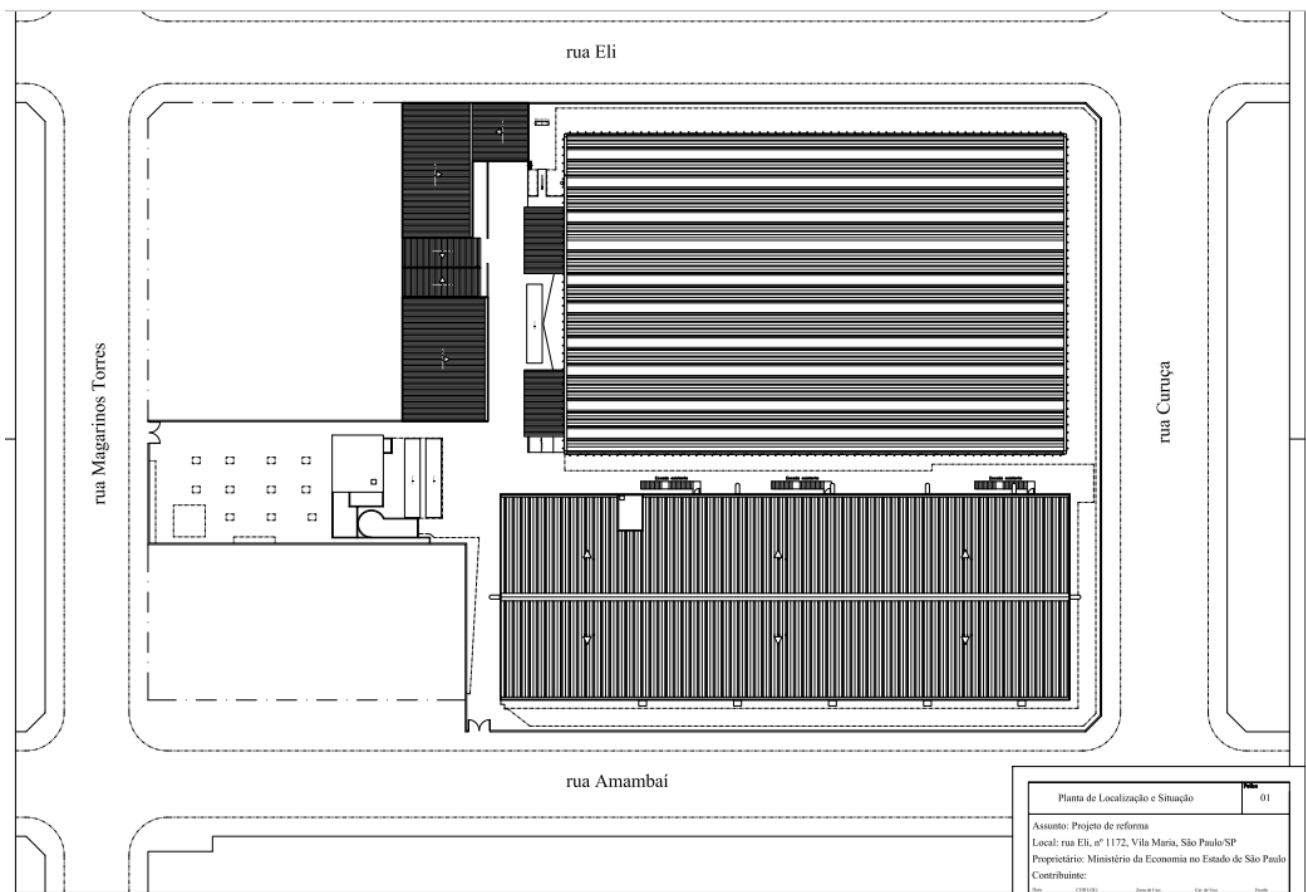 rua Eli
rua Magarinos Torres
rua Curuça
rua Amambaí
Planta de Localização e Situação
Folha
01
Assunto: Projeto de reforma
Local: rua Eli, nº 1172, Vila Maria, São Paulo/SP
Proprietário: Ministério da Economia no Estado de São Paulo
Contribuinte: